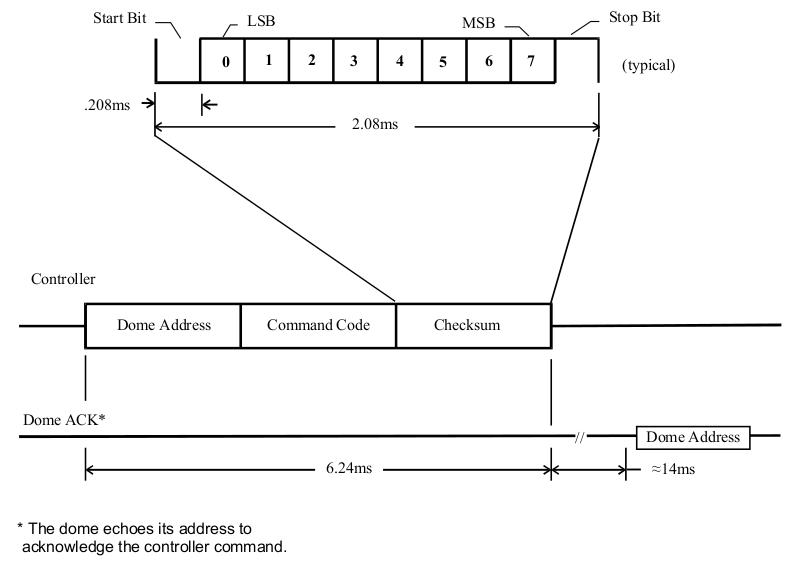 Start Bit
LSB
MSB
Stop Bit
0 1 2 3 4 5 6 7
(typical)
.208ms
2.08ms
Controller
Dome Address
Command Code
Checksum
Dome ACK*
//
Dome Address
6.24ms
≈14ms
* The dome echoes its address to
acknowledge the controller command.